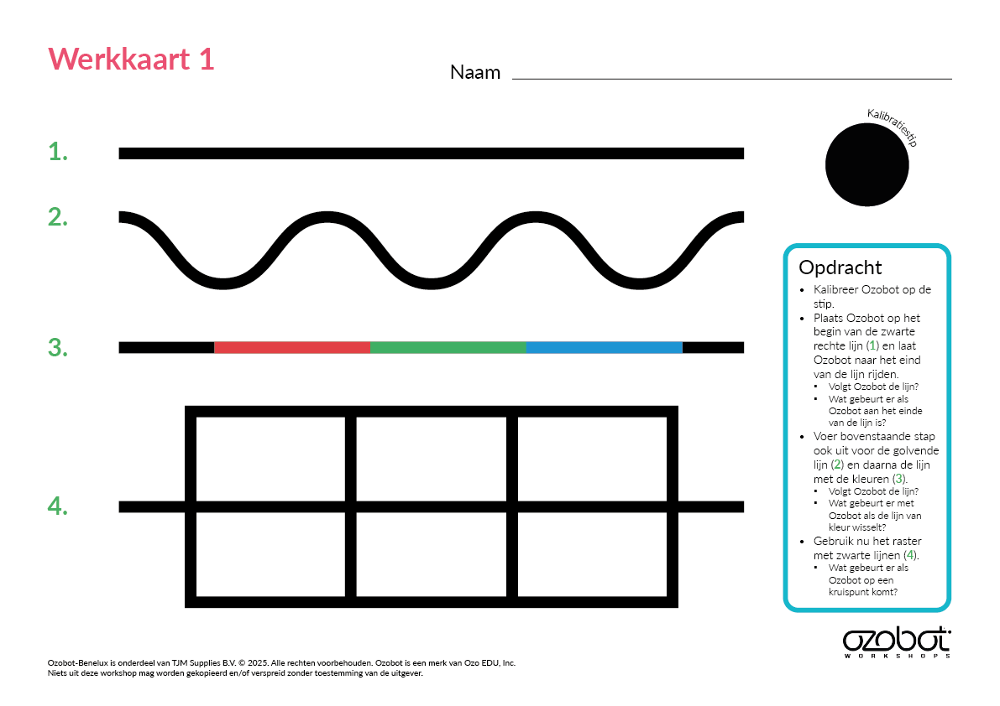 Werkkaart 1
Naam
Kalibratiestip
1.
2.
3.
4.
Opdracht
• Kalibreer Ozobot op de
stip.
• Plaats Ozobot op het
begin van de zwarte
rechte lijn (1) en laat
Ozobot naar het eind
van de lijn rijden.
▪ Volgt Ozobot de lijn?
▪ Wat gebeurt er als
Ozobot aan het einde
van de lijn is?
• Voer bovenstaande stap
ook uit voor de golvende
lijn (2) en daarna de lijn
met de kleuren (3).
▪ Volgt Ozobot de lijn?
▪ Wat gebeurt er met
Ozobot als de lijn van
kleur wisselt?
• Gebruik nu het raster
met zwarte lijnen (4).
▪ Wat gebeurt er als
Ozobot op een
kruispunt komt?
ozobot
WORKSHOPS
Ozobot-Benelux is onderdeel van TJM Supplies B.V. © 2025. Alle rechten voorbehouden. Ozobot is een merk van Ozo EDU, Inc.
Niets uit deze workshop mag worden gekopieerd en/of verspreid zonder toestemming van de uitgever.